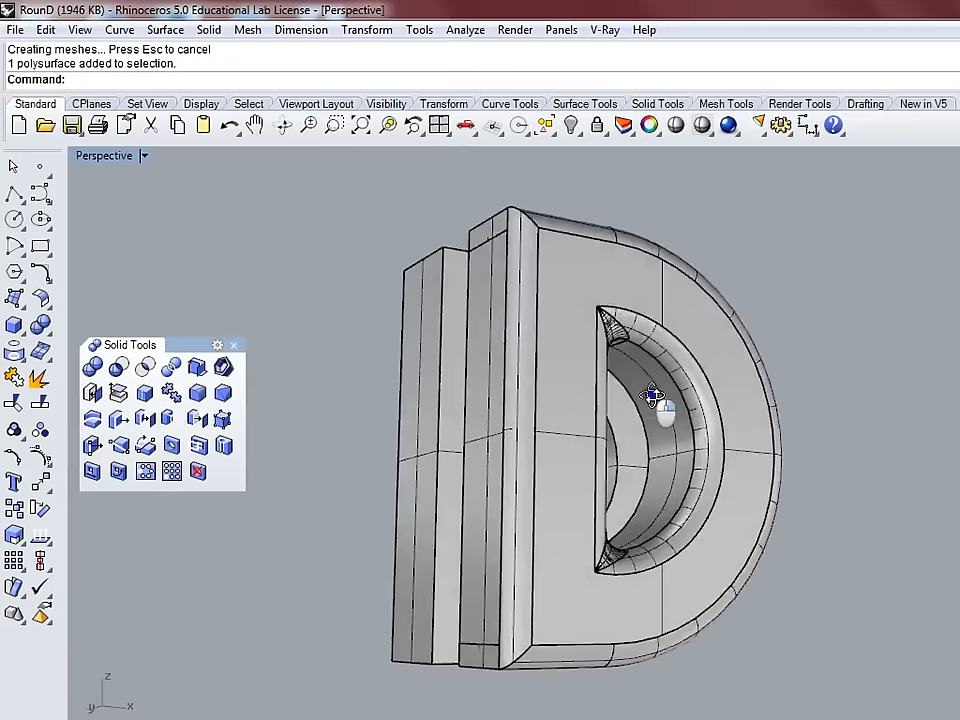 RounD (1946 KB) - Rhinoceros 5.0 Educational Lab License - [Perspective]
File Edit View Curve Surface Solid Mesh Dimension Transform Tools Analyze Render Panels V-Ray Help
Creating meshes... Press Esc to cancel
1 polysurface added to selection.
Command:
Standard CPlanes Set View Display Select Viewport Layout Visibility Transform Curve Tools Surface Tools Solid Tools Mesh Tools Render Tools Drafting New in V5
Perspective
Solid Tools
D
z
y x